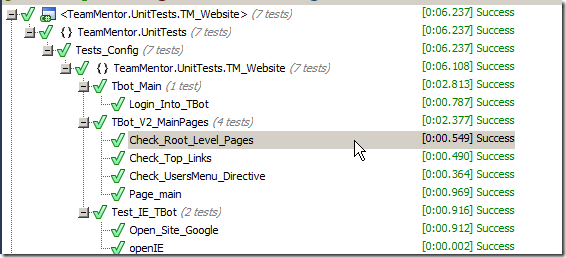 <TeamMentor.UnitTests.TM_Website> (7 tests) [0:06.237] Success
{} TeamMentor.UnitTests (7 tests) [0:06.237] Success
Tests_Config (7 tests) [0:06.237] Success
{} TeamMentor.UnitTests.TM_Website (7 tests) [0:06.108] Success
Tbot_Main (1 test) [0:02.813] Success
Login_Into_TBot [0:00.787] Success
TBot_V2_MainPages (4 tests) [0:02.377] Success
Check_Root_Level_Pages [0:00.549] Success
Check_Top_Links [0:00.490] Success
Check_UsersMenu_Directive [0:00.364] Success
Page_main [0:00.969] Success
Test_IE_TBot (2 tests) [0:00.916] Success
Open_Site_Google [0:00.912] Success
openIE [0:00.002] Success